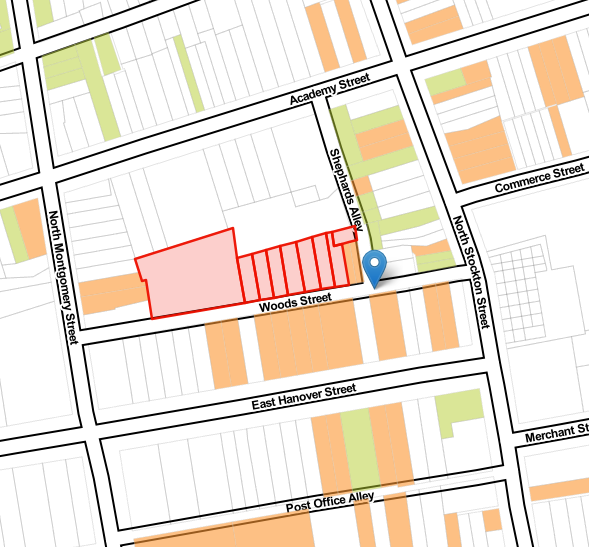 Academy Street
Shephards Alley
Commerce Street
North Montgomery Street
North Stockton Street
Woods Street
East Hanover Street
Merchant St
Post Office Alley